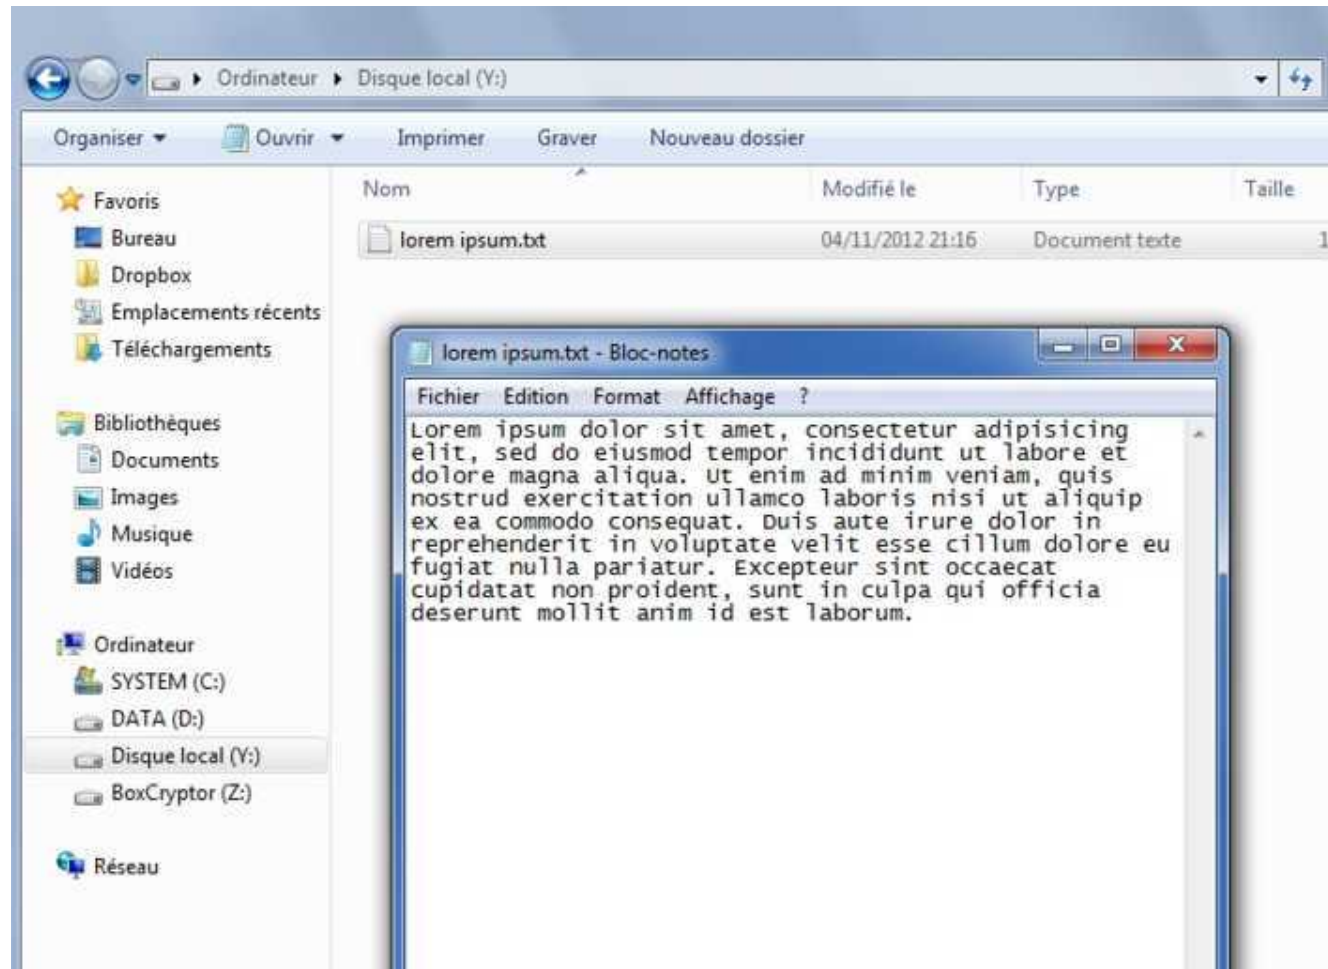 Ordinateur Disque local (Y:)
Organiser Ouvrir Imprimer Graver Nouveau dossier
Nom Modifié le Type Taille
lorem ipsum.txt 04/11/2012 21:16 Document texte 1
Favoris
Bureau
Dropbox
Emplacements récents
Téléchargements
Bibliothèques
Documents
Images
Musique
Vidéos
Ordinateur
SYSTEM (C:)
DATA (D:)
Disque local (Y:)
BoxCryptor (Z:)
Réseau
lorem ipsum.txt - Bloc-notes
Fichier Edition Format Affichage ?
Lorem ipsum dolor sit amet, consectetur adipisicing
elit, sed do eiusmod tempor incididunt ut labore et
dolore magna aliqua. Ut enim ad minim veniam, quis
nostrud exercitation ullamco laboris nisi ut aliquip
ex ea commodo consequat. Duis aute irure dolor in
reprehenderit in voluptate velit esse cillum dolore eu
fugiat nulla pariatur. Excepteur sint occaecat
cupidatat non proident, sunt in culpa qui officia
deserunt mollit anim id est laborum.